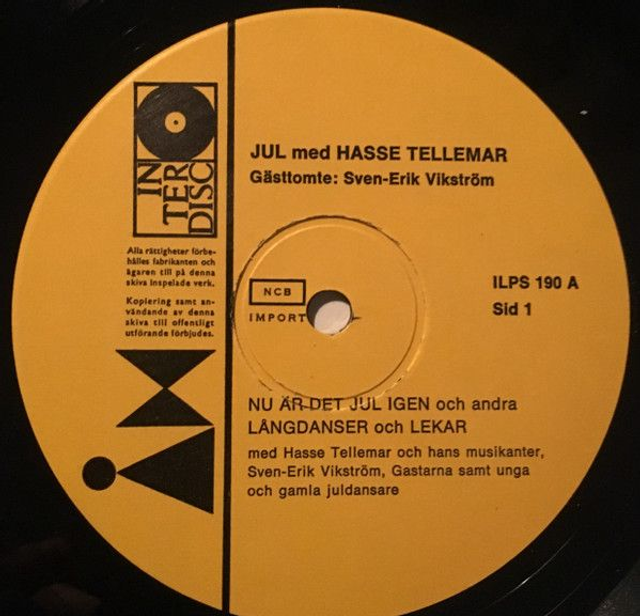 INTER
DISC
JUL med HASSE TELLEMAR
Gästtomte: Sven-Erik Vikström
Alla rättigheter förbe-
hålles fabrikanten och
ägaren till på denna
skiva inspelade verk.
Kopiering samt an-
vändande av denna
skiva till offentligt
utförande förbjudes.
NCB
IMPORT
ILPS 190 A
Sid 1
NU ÄR DET JUL IGEN och andra
LÅNGDANSER och LEKAR
med Hasse Tellemar och hans musikanter,
Sven-Erik Vikström, Gastarna samt unga
och gamla juldansare